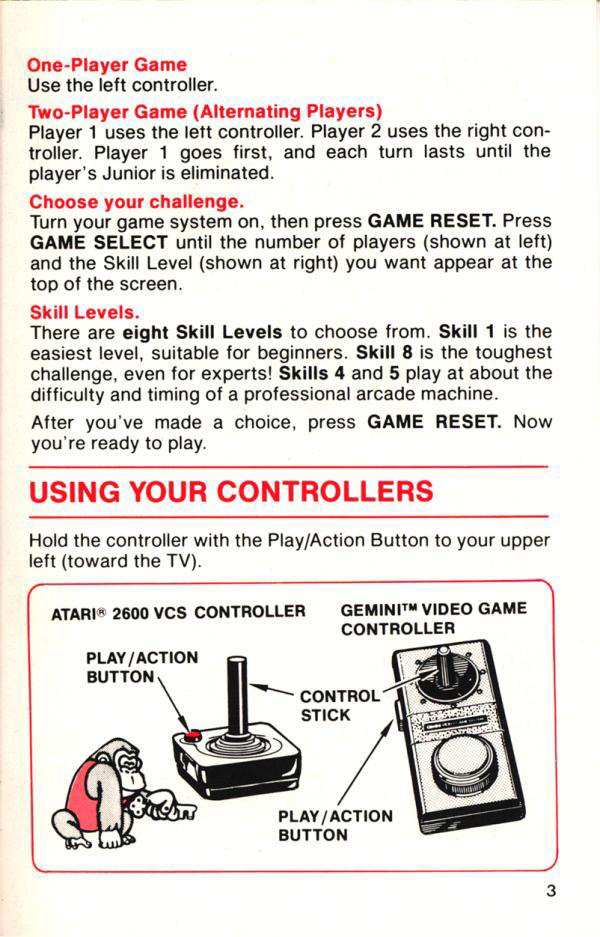 One-Player Game
Use the left controller.
Two-Player Game (Alternating Players)
Player 1 uses the left controller. Player 2 uses the right con-
troller. Player 1 goes first, and each turn lasts until the
player's Junior is eliminated.
Choose your challenge.
Turn your game system on, then press GAME RESET. Press
GAME SELECT until the number of players (shown at left)
and the Skill Level (shown at right) you want appear at the
top of the screen.
Skill Levels.
There are eight Skill Levels to choose from. Skill 1 is the
easiest level, suitable for beginners. Skill 8 is the toughest
challenge, even for experts! Skills 4 and 5 play at about the
difficulty and timing of a professional arcade machine.
After you've made a choice, press GAME RESET. Now
you're ready to play.
USING YOUR CONTROLLERS
Hold the controller with the Play/Action Button to your upper
left (toward the TV).
ATARI® 2600 VCS CONTROLLER
GEMINI™ VIDEO GAME
CONTROLLER
PLAY/ACTION
BUTTON
CONTROL
STICK
PLAY/ACTION
BUTTON
3